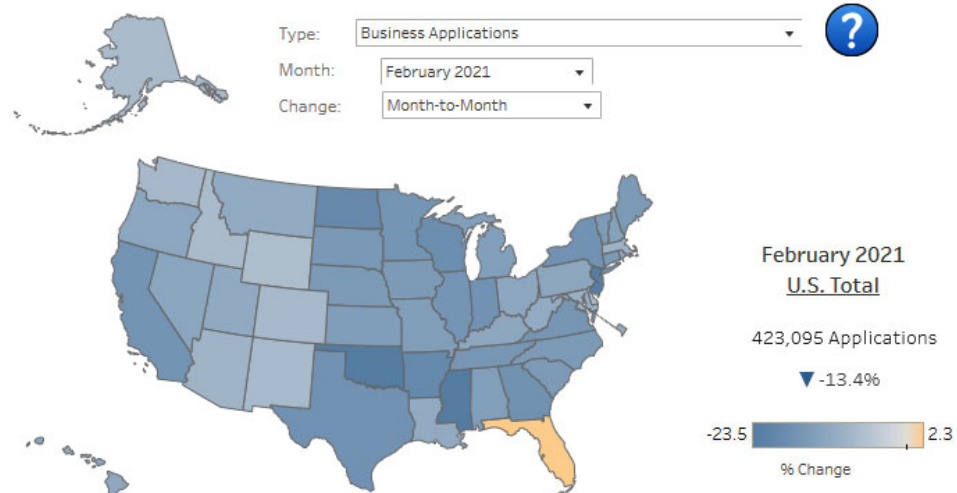 Type: Business Applications
?
Month: February 2021
Change: Month-to-Month
February 2021
U.S. Total
423,095 Applications
▼ -13.4%
-23.5 2.3
% Change